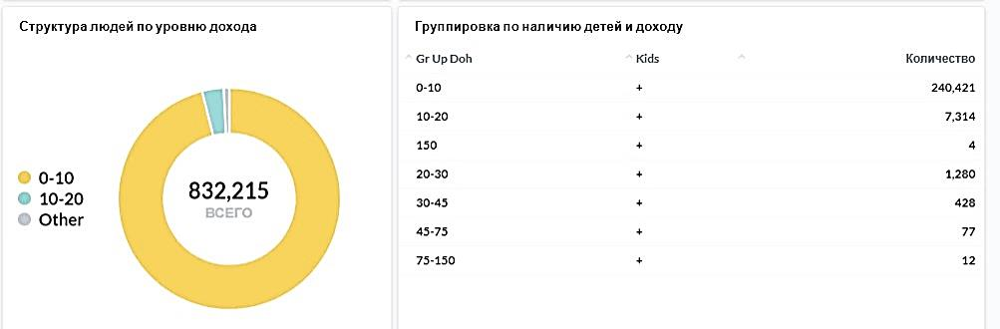 Структура людей по уровню дохода
0-10
10-20
Other
832,215
ВСЕГО
Группировка по наличию детей и доходу
Gr Up Doh Kids Количество
0-10 + 240,421
10-20 + 7,314
150 + 4
20-30 + 1,280
30-45 + 428
45-75 + 77
75-150 + 12